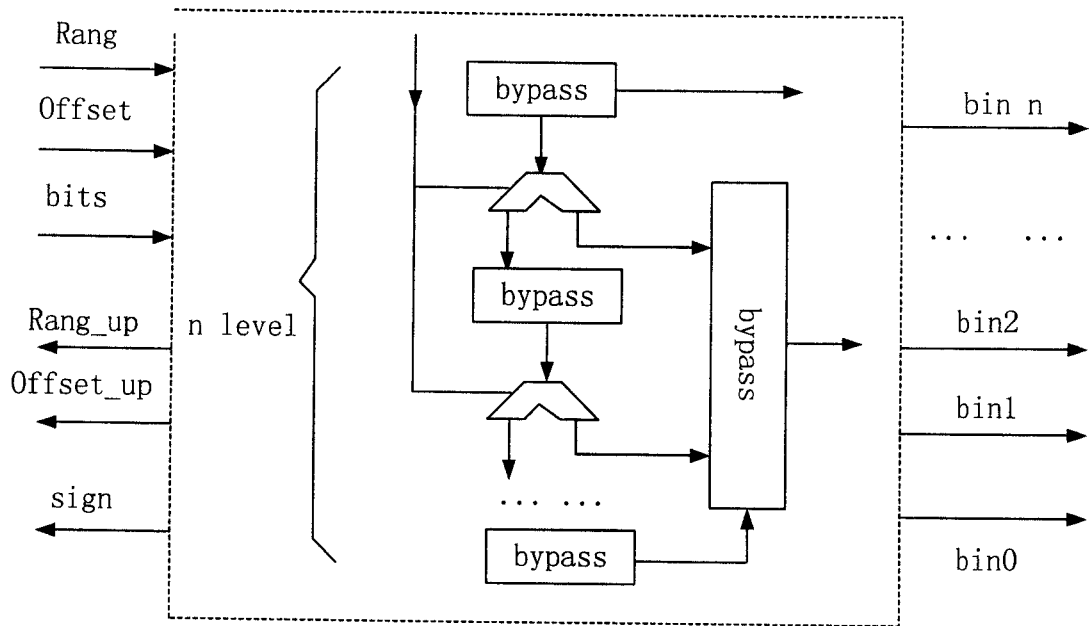 Rang
Offset
bits
Rang_up
Offset_up
sign
n level
bypass
bypass
... ...
bypass
bypass
bin n
... ...
bin2
bin1
bin0